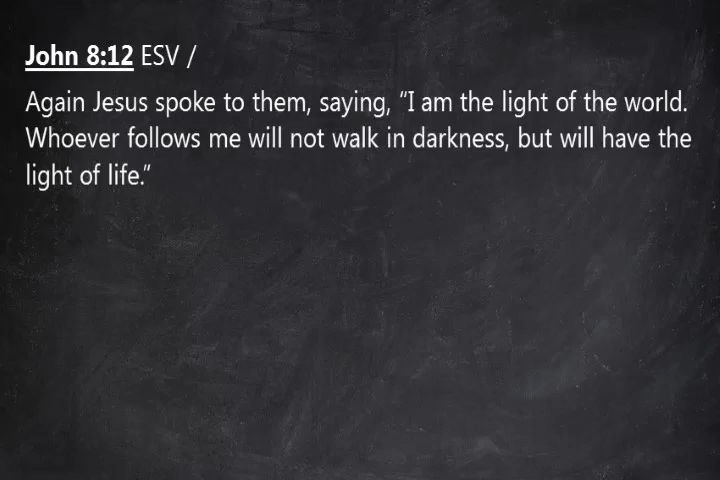 John 8:12 ESV /
Again Jesus spoke to them, saying, “I am the light of the world.
Whoever follows me will not walk in darkness, but will have the
light of life.”